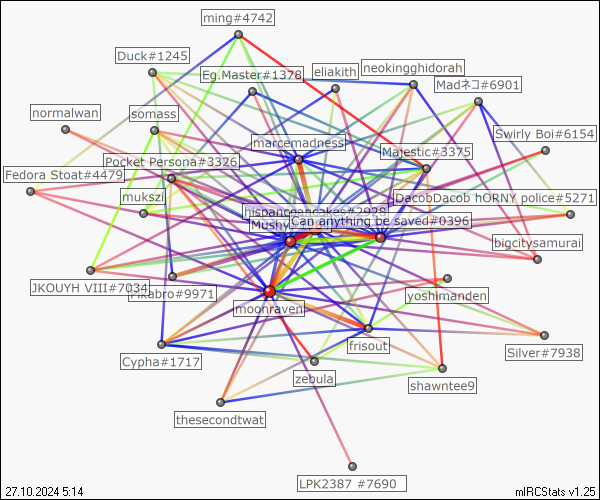 ming#4742
Duck#1245
Eg.Master#1378
eliakith
neokingghidorah
Madネコ#6901
normalwan
somass
marcemadness
Majestic#3375
Swirly Boi#6154
Fedora Stoat#4479
Pocket Persona#3326
mukszi
DacobDacob hORNY police#5271
hispancpancakes#2928
Can anything be saved#0396
Mushy
bigcitysamurai
JKOUYH VIII#7034
Pikabro#9971
moonraven
yoshimanden
Cypha#1717
frisout
Silver#7938
zebula
shawntee9
thesecondtwat
LPK2387 #7690
27.10.2024 5:14
mIRCStats v1.25